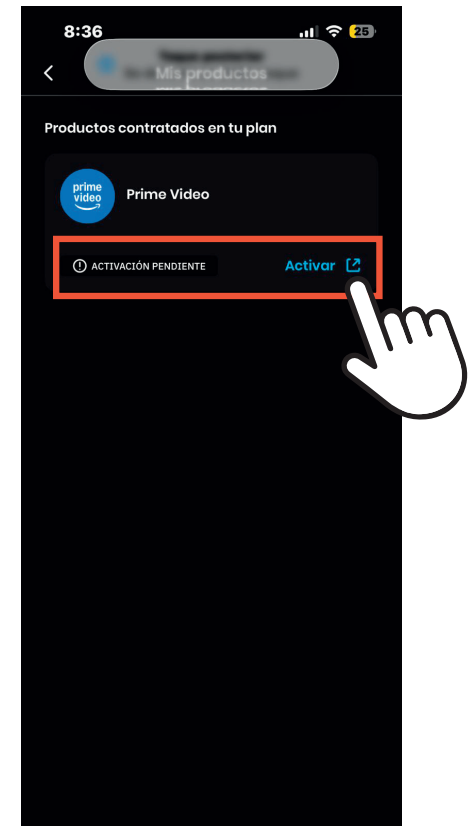 8:36
25
Mis productos
Productos contratados en tu plan
prime
video
Prime Video
ACTIVACIÓN PENDIENTE
Activar